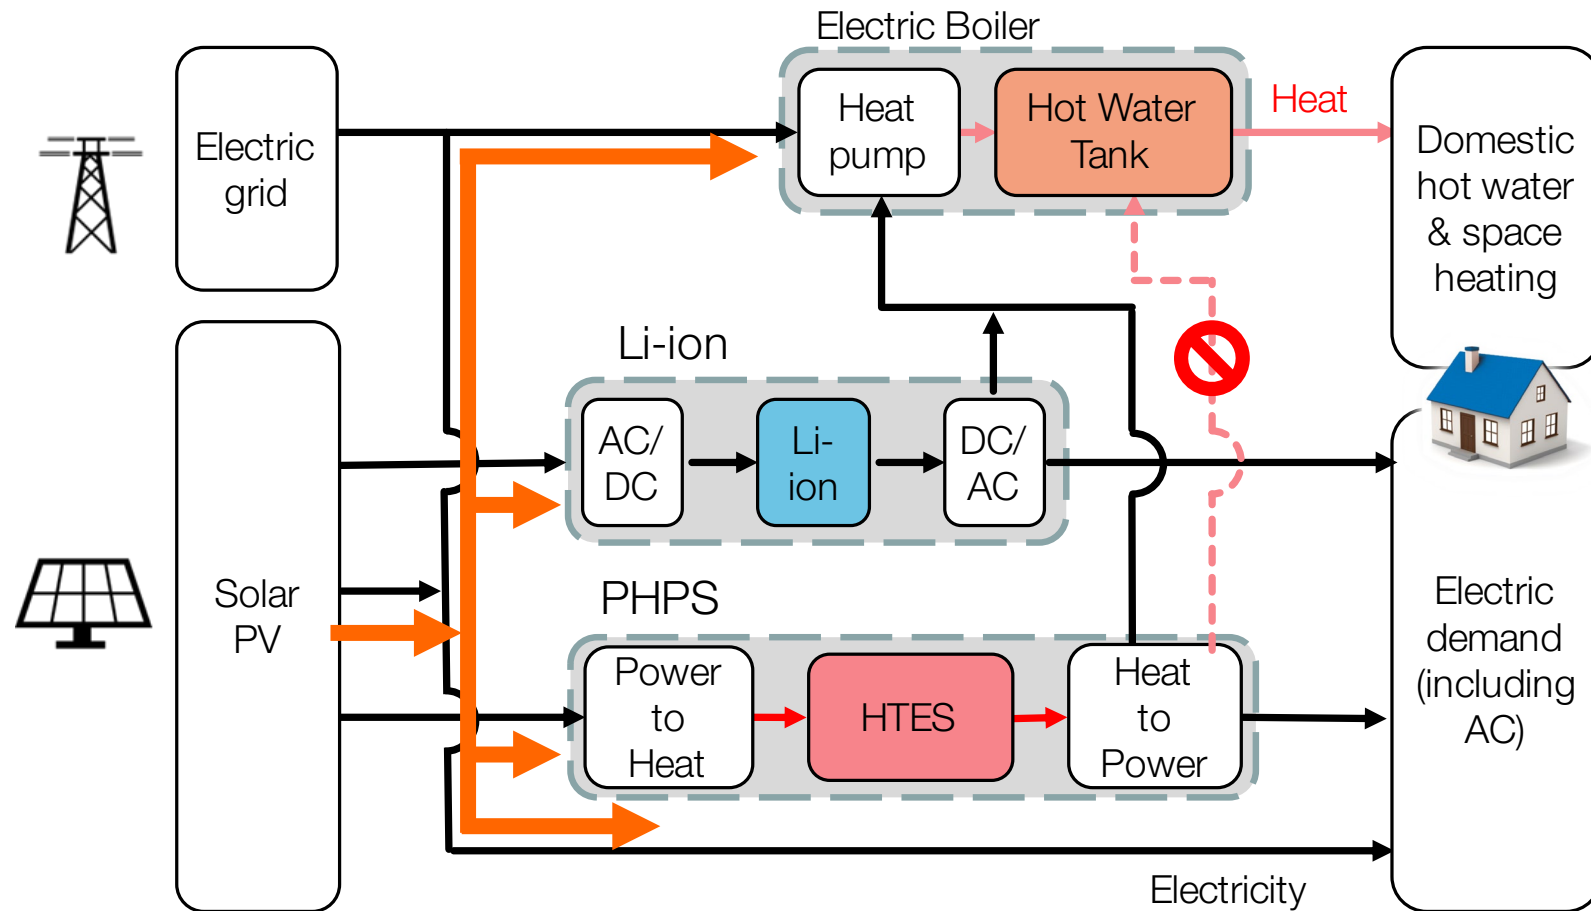 Electric Boiler
Electric
grid
Heat
pump
Hot Water
Tank
Heat
Domestic
hot water
& space
heating
Li-ion
AC/
DC
Li-
ion
DC/
AC
Solar
PV
PHPS
Power
to
Heat
HTES
Heat
to
Power
Electric
demand
(including
AC)
Electricity